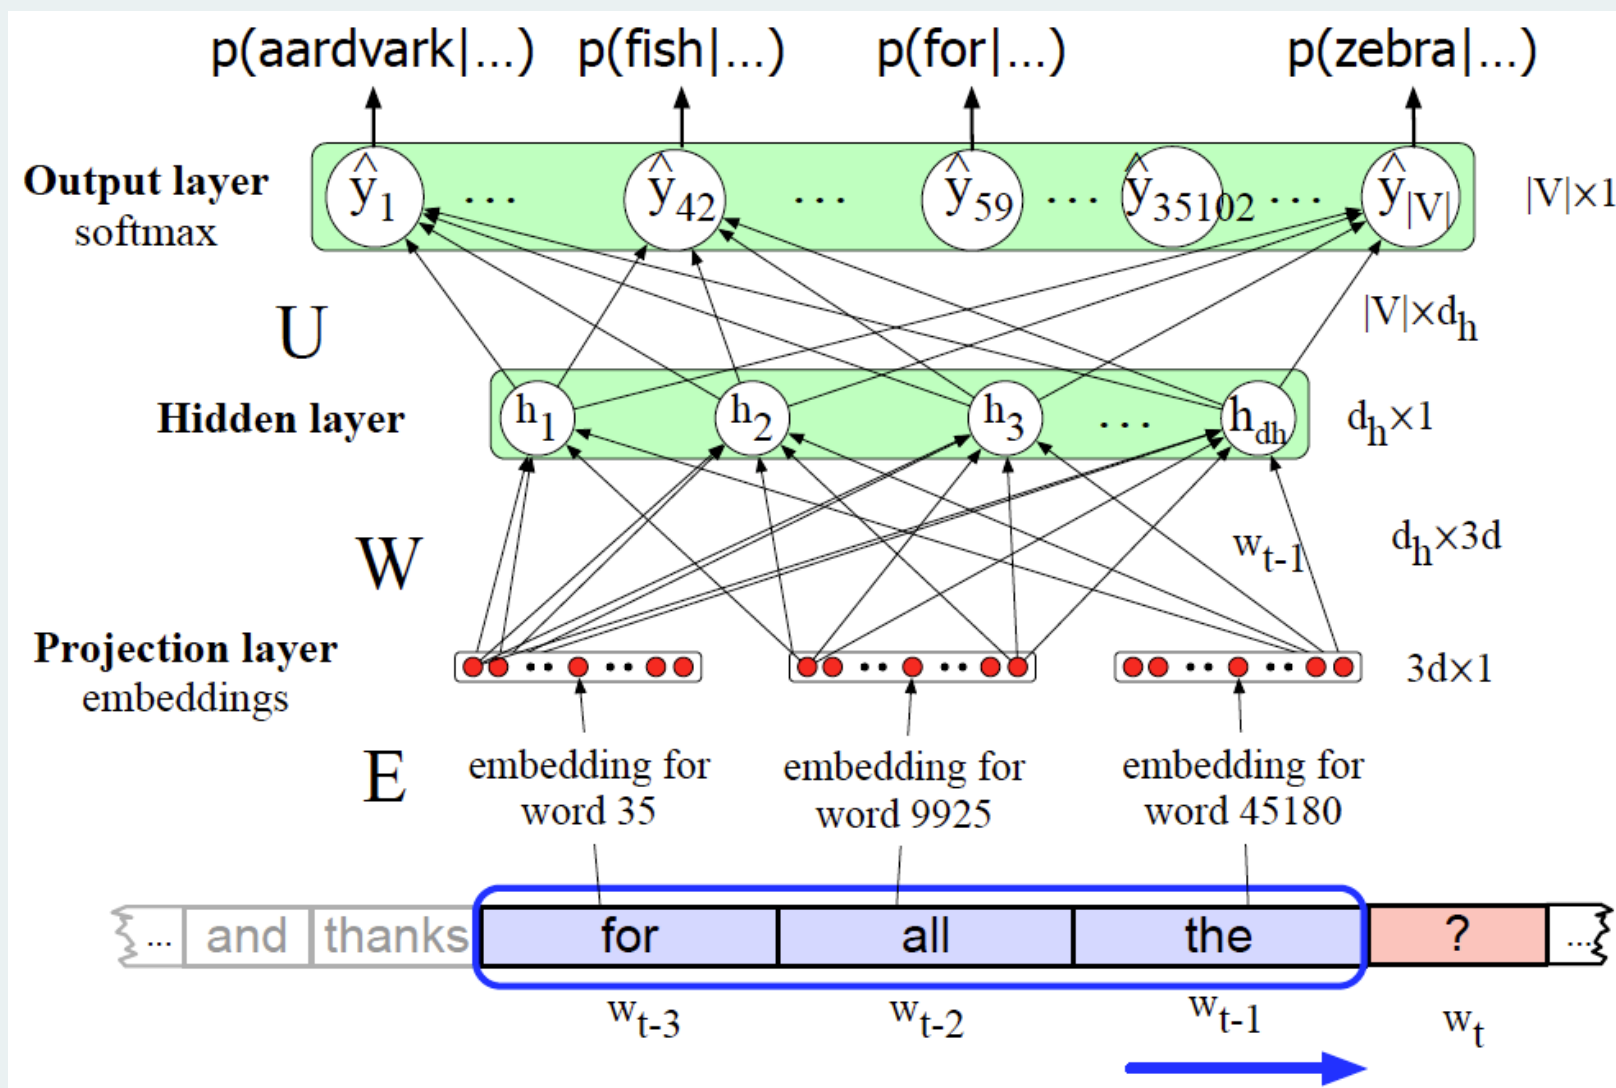 p(aardvark|...) p(fish|...) p(for|...) p(zebra|...)
Output layer
softmax
ŷ1 ... ŷ42 ... ŷ59 ... ŷ35102 ... ŷ|V|
|V|×1
U
|V|×dh
Hidden layer
h1 h2 h3 ... hdh
dh×1
W
wt-1
dh×3d
Projection layer
embeddings
3d×1
E
embedding for
word 35
embedding for
word 9925
embedding for
word 45180
... and thanks for all the ? ...
wt-3 wt-2 wt-1 wt